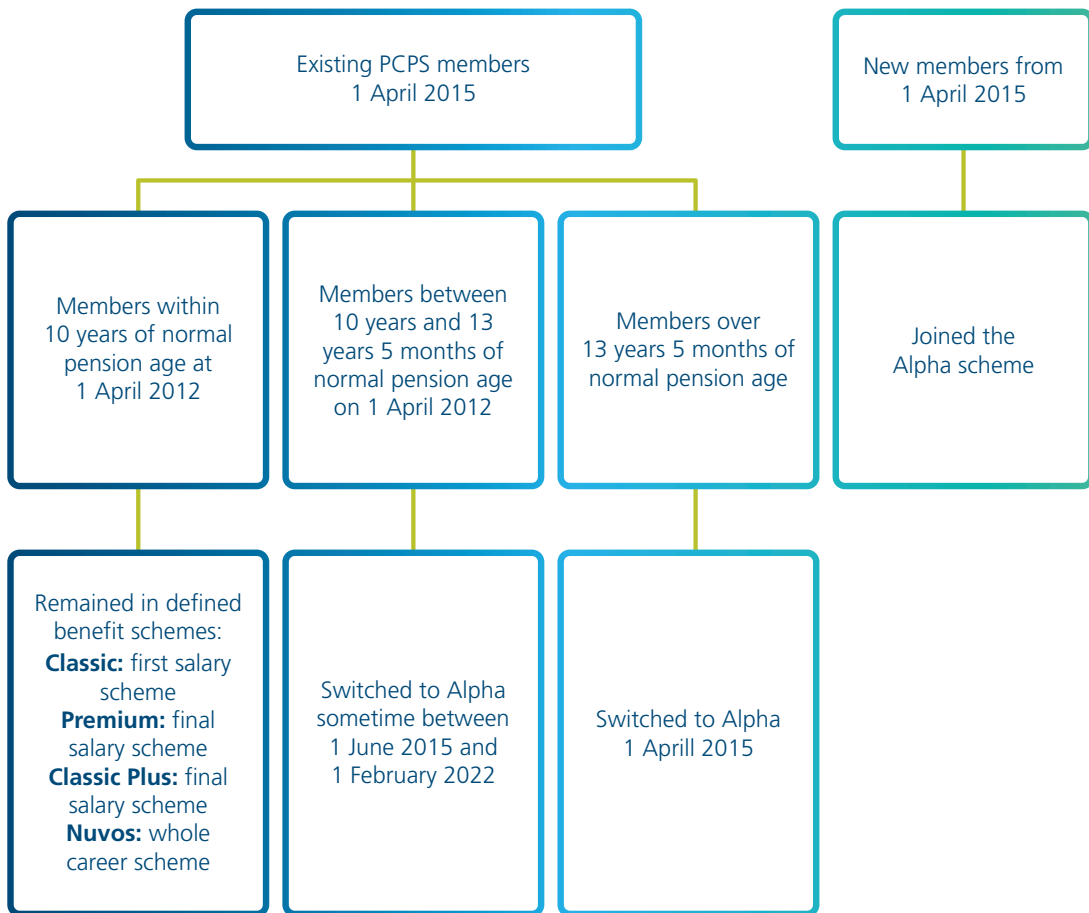 Existing PCPS members
1 April 2015
New members from
1 April 2015
Members within
10 years of normal
pension age at
1 April 2012
Members between
10 years and 13
years 5 months of
normal pension age
on 1 April 2012
Members over
13 years 5 months of
normal pension age
Joined the
Alpha scheme
Remained in defined
benefit schemes:
Classic: first salary
scheme
Premium: final
salary scheme
Classic Plus: final
salary scheme
Nuvos: whole
career scheme
Switched to Alpha
sometime between
1 June 2015 and
1 February 2022
Switched to Alpha
1 Aprill 2015